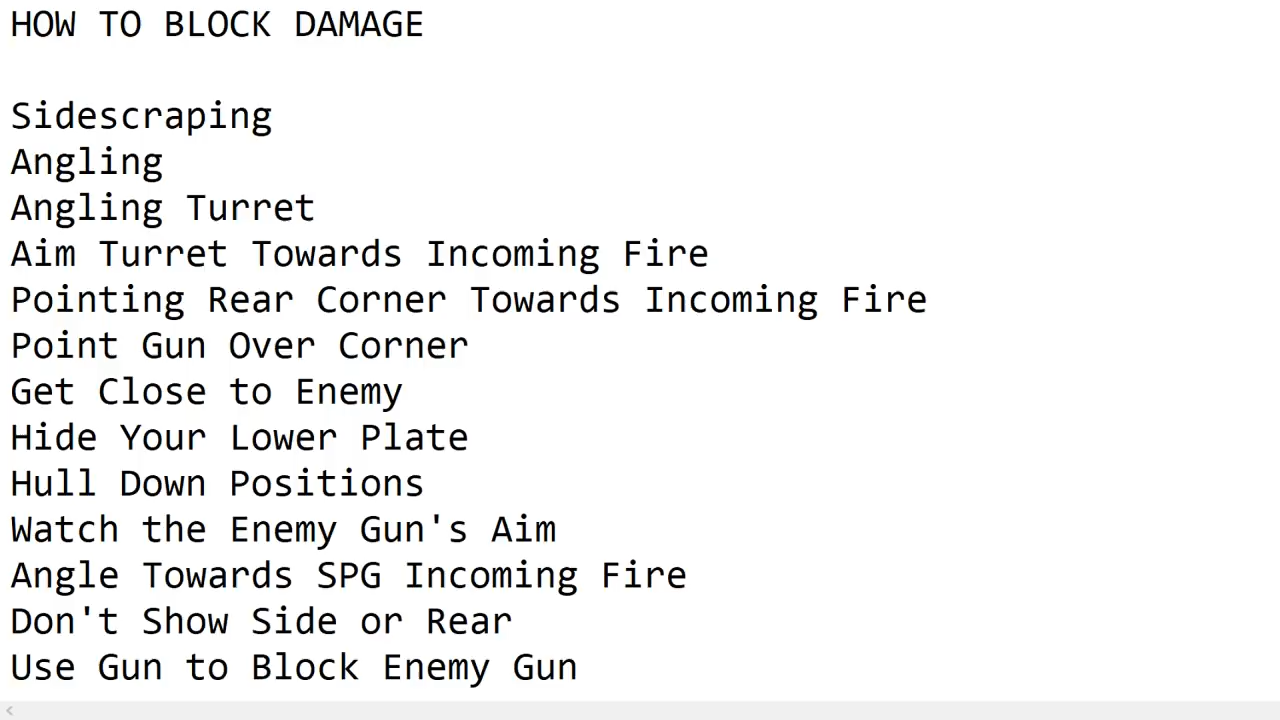 HOW TO BLOCK DAMAGE
Sidescraping
Angling
Angling Turret
Aim Turret Towards Incoming Fire
Pointing Rear Corner Towards Incoming Fire
Point Gun Over Corner
Get Close to Enemy
Hide Your Lower Plate
Hull Down Positions
Watch the Enemy Gun's Aim
Angle Towards SPG Incoming Fire
Don't Show Side or Rear
Use Gun to Block Enemy Gun